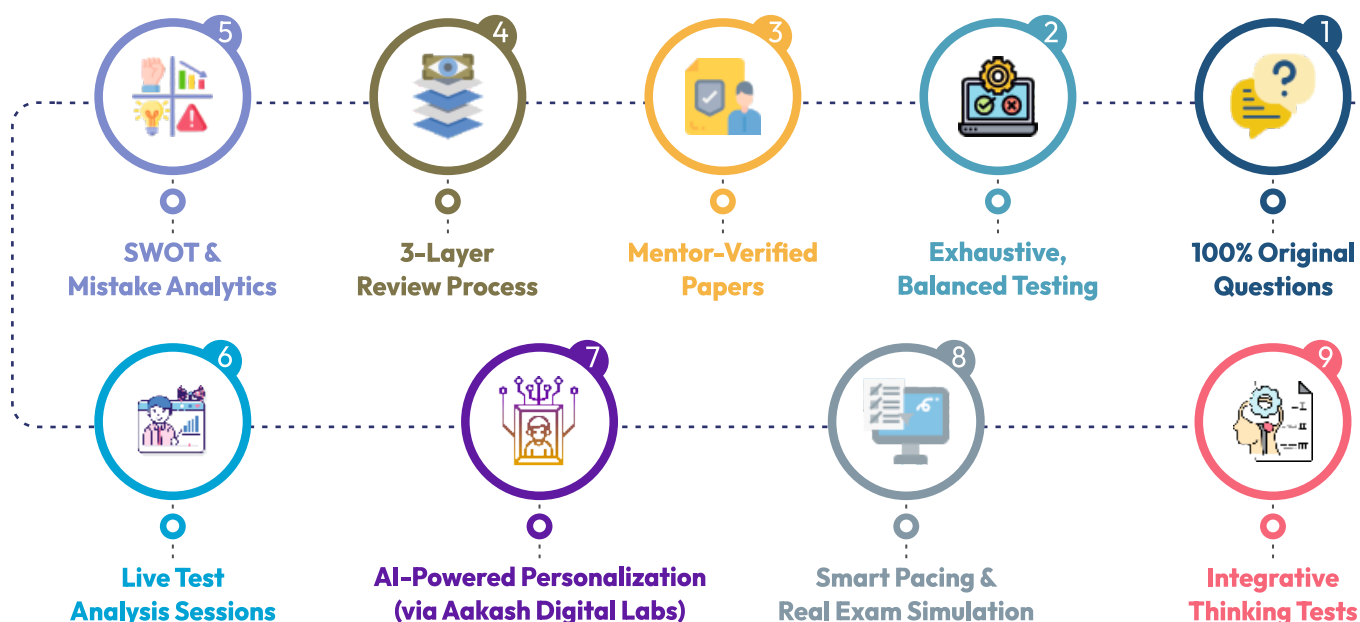 1
100% Original
Questions
2
Exhaustive,
Balanced Testing
3
Mentor-Verified
Papers
4
3-Layer
Review Process
5
SWOT &
Mistake Analytics
6
Live Test
Analysis Sessions
7
AI-Powered Personalization
(via Aakash Digital Labs)
8
Smart Pacing &
Real Exam Simulation
9
Integrative
Thinking Tests